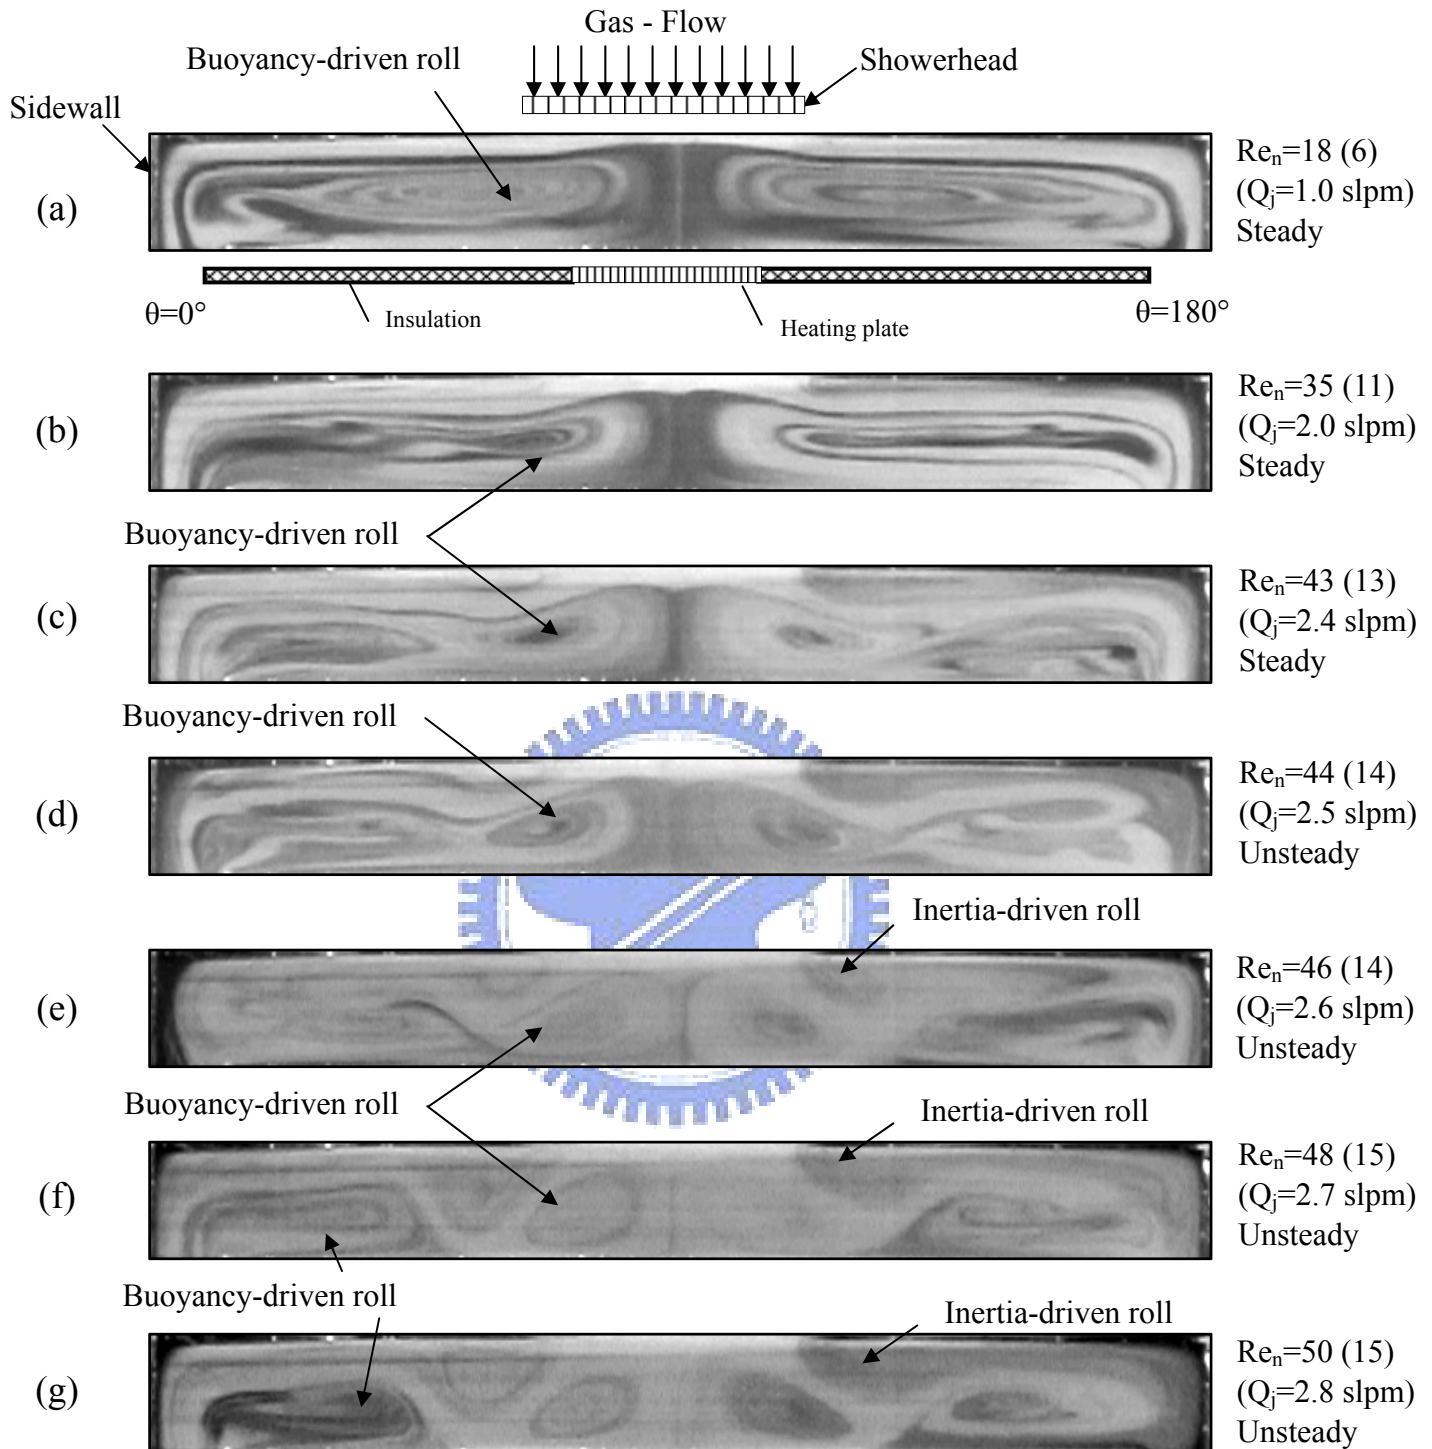 Gas - Flow
Buoyancy-driven roll
Showerhead
Sidewall
(a)
Re_n=18 (6)
(Q_j=1.0 slpm)
Steady
θ=0°
Insulation
Heating plate
θ=180°
(b)
Re_n=35 (11)
(Q_j=2.0 slpm)
Steady
Buoyancy-driven roll
(c)
Re_n=43 (13)
(Q_j=2.4 slpm)
Steady
Buoyancy-driven roll
(d)
Re_n=44 (14)
(Q_j=2.5 slpm)
Unsteady
Inertia-driven roll
(e)
Re_n=46 (14)
(Q_j=2.6 slpm)
Unsteady
Buoyancy-driven roll
Inertia-driven roll
(f)
Re_n=48 (15)
(Q_j=2.7 slpm)
Unsteady
Buoyancy-driven roll
Inertia-driven roll
(g)
Re_n=50 (15)
(Q_j=2.8 slpm)
Unsteady